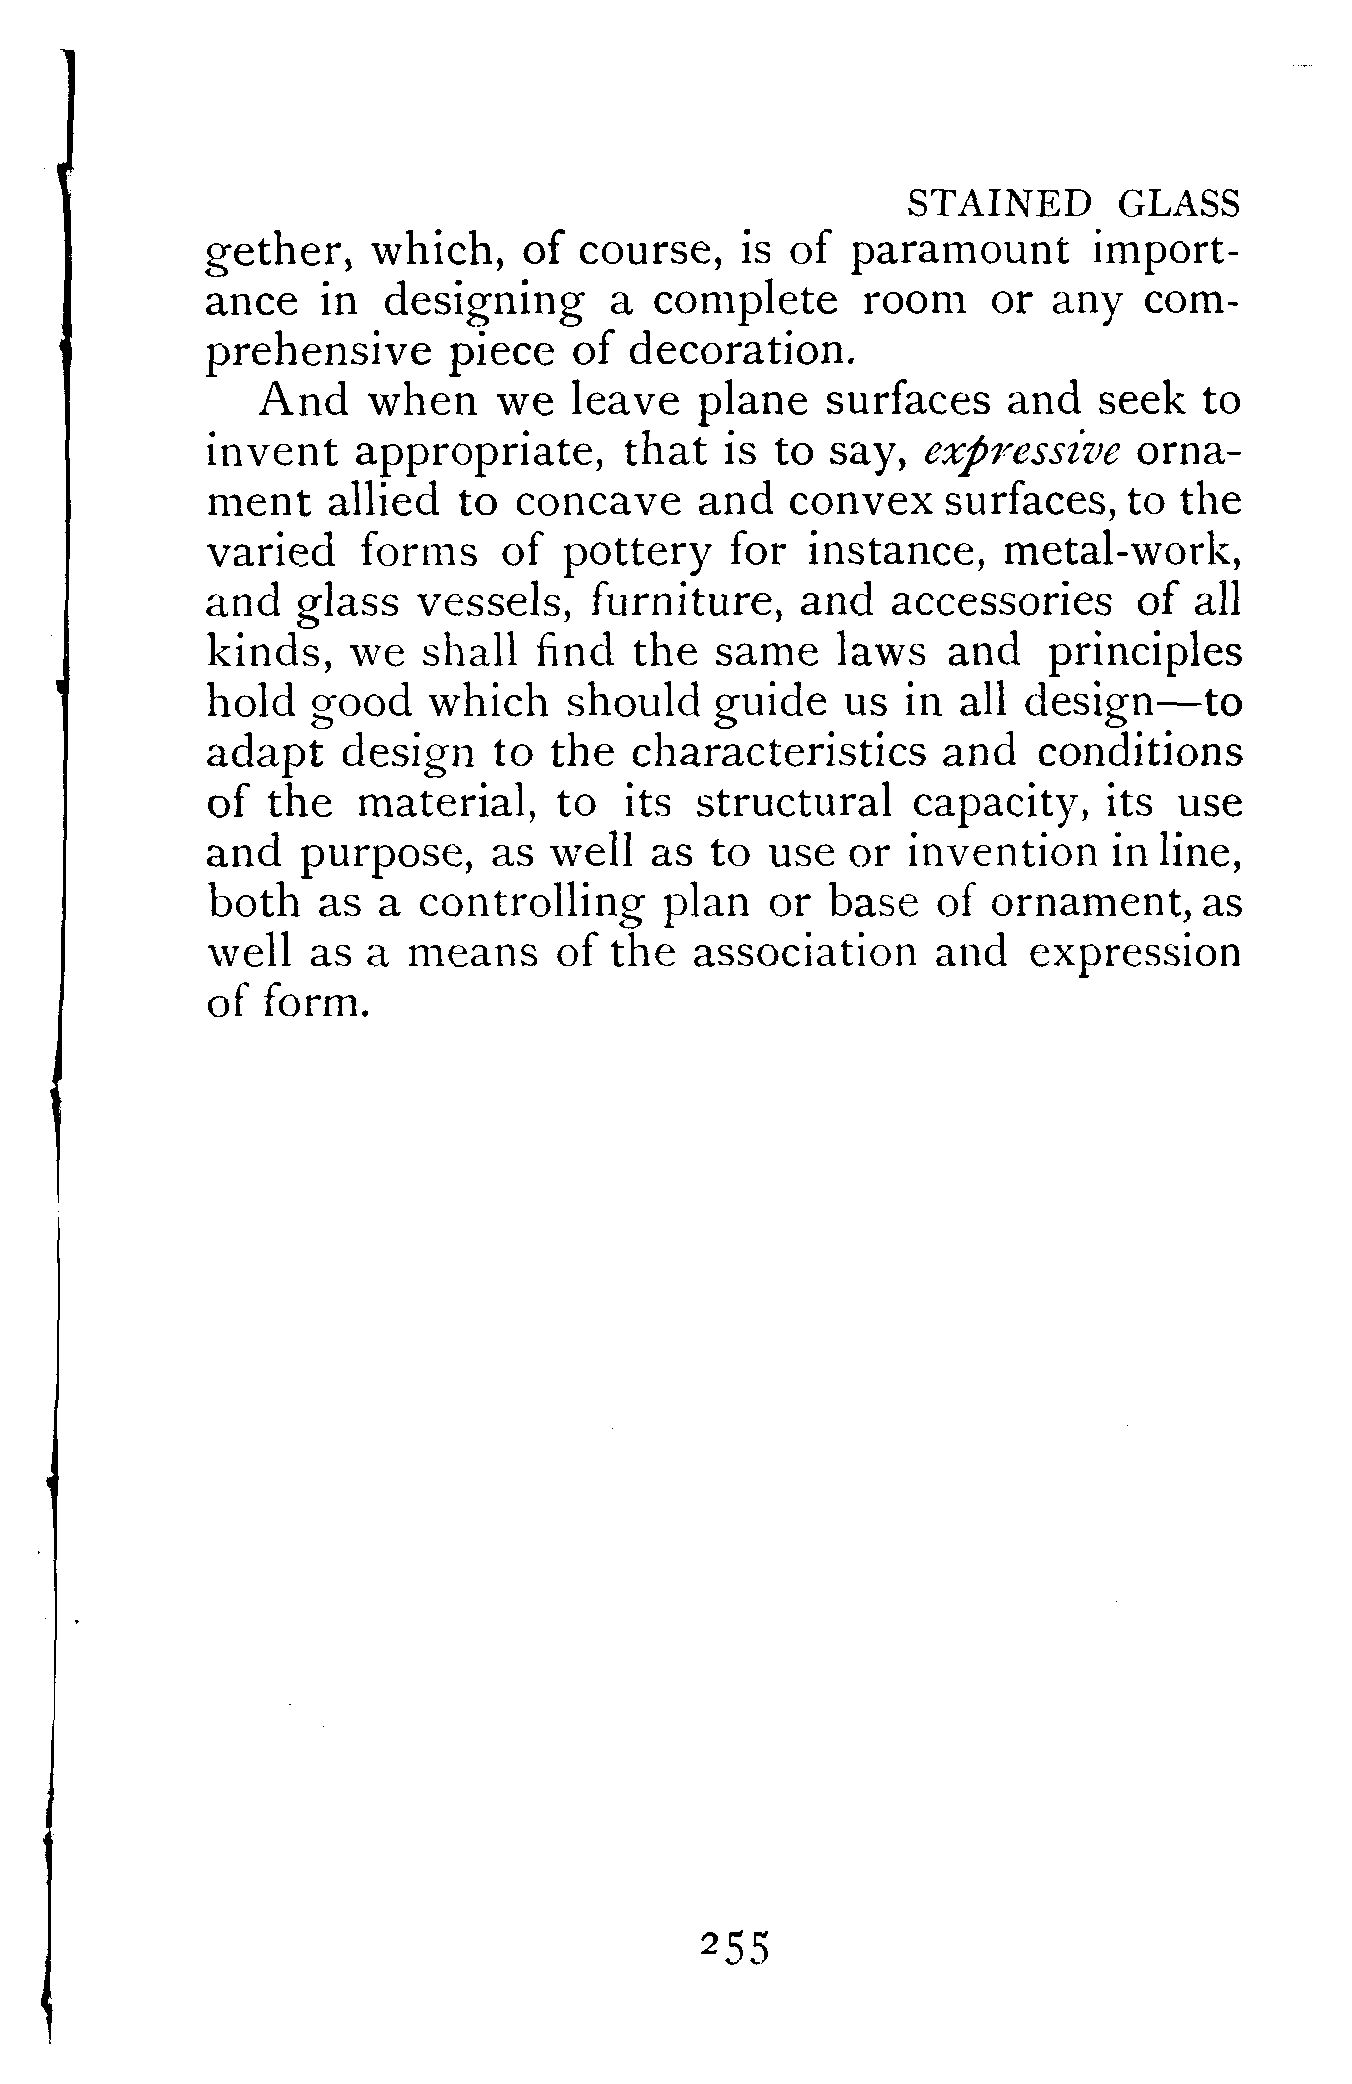 STAINED GLASS
gether, which, of course, is of paramount import-
ance in designing a complete room or any com-
prehensive piece of decoration.
And when we leave plane surfaces and seek to
invent appropriate, that is to say, expressive orna-
ment allied to concave and convex surfaces, to the
varied forms of pottery for instance, metal-work,
and glass vessels, furniture, and accessories of all
kinds, we shall find the same laws and principles
hold good which should guide us in all design—to
adapt design to the characteristics and conditions
of the material, to its structural capacity, its use
and purpose, as well as to use or invention in line,
both as a controlling plan or base of ornament, as
well as a means of the association and expression
of form.
255